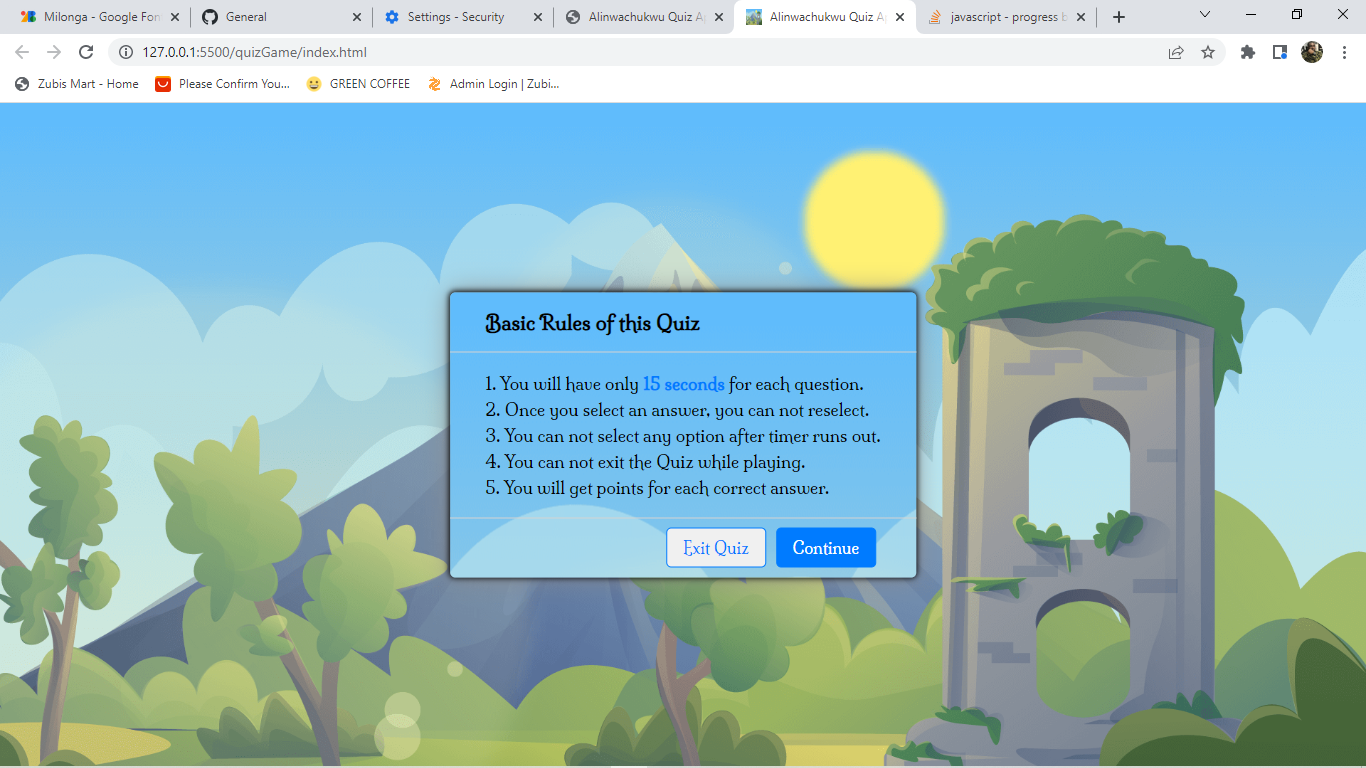 Milonga - Google Fon
General
Settings - Security
Alinwachukwu Quiz Ap
Alinwachukwu Quiz Ap
javascript - progress b
127.0.0.1:5500/quizGame/index.html
Zubis Mart - Home
Please Confirm You...
GREEN COFFEE
Admin Login | Zubi...
Basic Rules of this Quiz
1. You will have only 15 seconds for each question.
2. Once you select an answer, you can not reselect.
3. You can not select any option after timer runs out.
4. You can not exit the Quiz while playing.
5. You will get points for each correct answer.
Exit Quiz
Continue